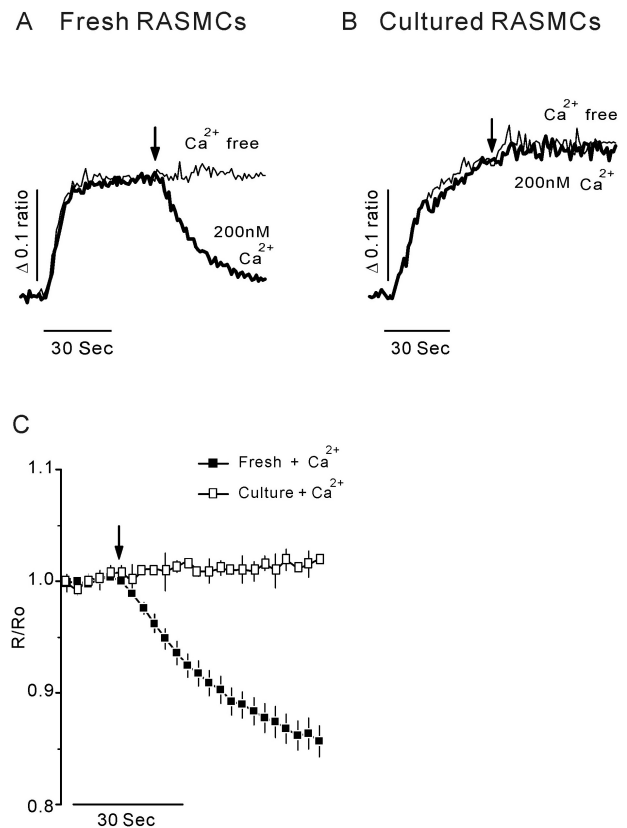 A Fresh RASMCs
B Cultured RASMCs
Ca2+ free
200nM
Ca2+
Δ 0.1 ratio
30 Sec
Ca2+ free
200nM Ca2+
Δ 0.1 ratio
30 Sec
C
Fresh + Ca2+
Culture + Ca2+
1.1
1.0
0.9
0.8
R/Ro
30 Sec